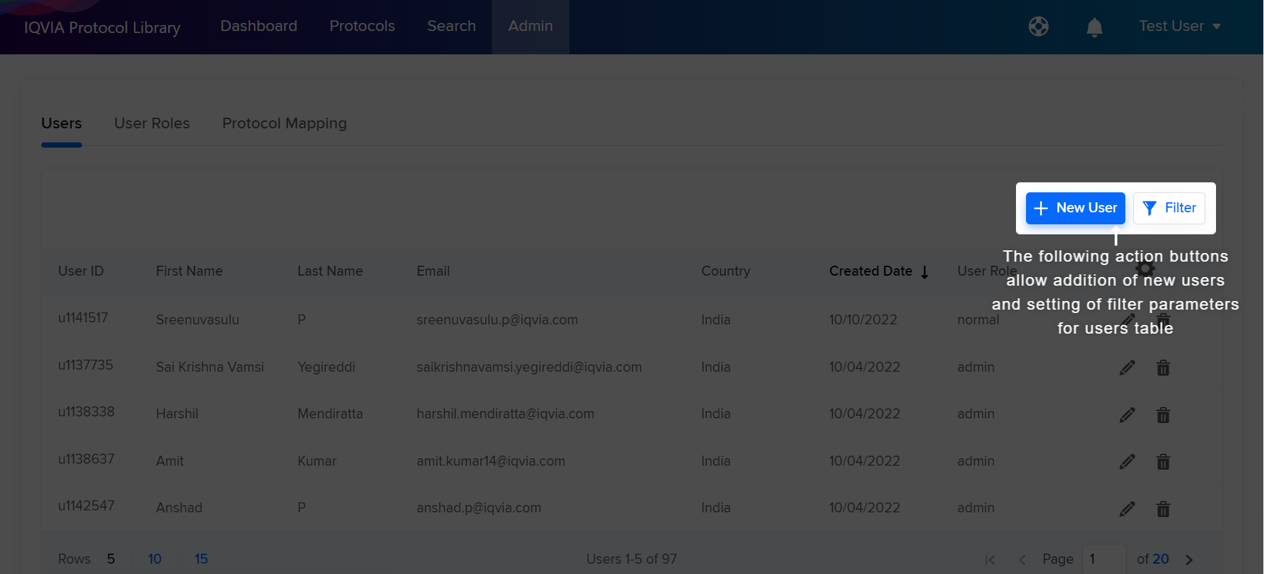 IQVIA Protocol Library Dashboard Protocols Search Admin Test User
Users User Roles Protocol Mapping
New User Filter
The following action buttons
allow addition of new users
and setting of filter parameters
for users table
User ID First Name Last Name Email Country Created Date User Role
u1141517 Sreenuvasulu P sreenuvasulu.p@iqvia.com India 10/10/2022 normal
u1137735 Sai Krishna Vamsi Yegireddi saikrishnavamsi.yegireddi@iqvia.com India 10/04/2022 admin
u1138338 Harshil Mendiratta harshil.mendiratta@iqvia.com India 10/04/2022 admin
u1138637 Amit Kumar amit.kumar14@iqvia.com India 10/04/2022 admin
u1142547 Anshad P anshad.p@iqvia.com India 10/04/2022 admin
Rows 5 10 15 Users 1-5 of 97 Page 1 of 20